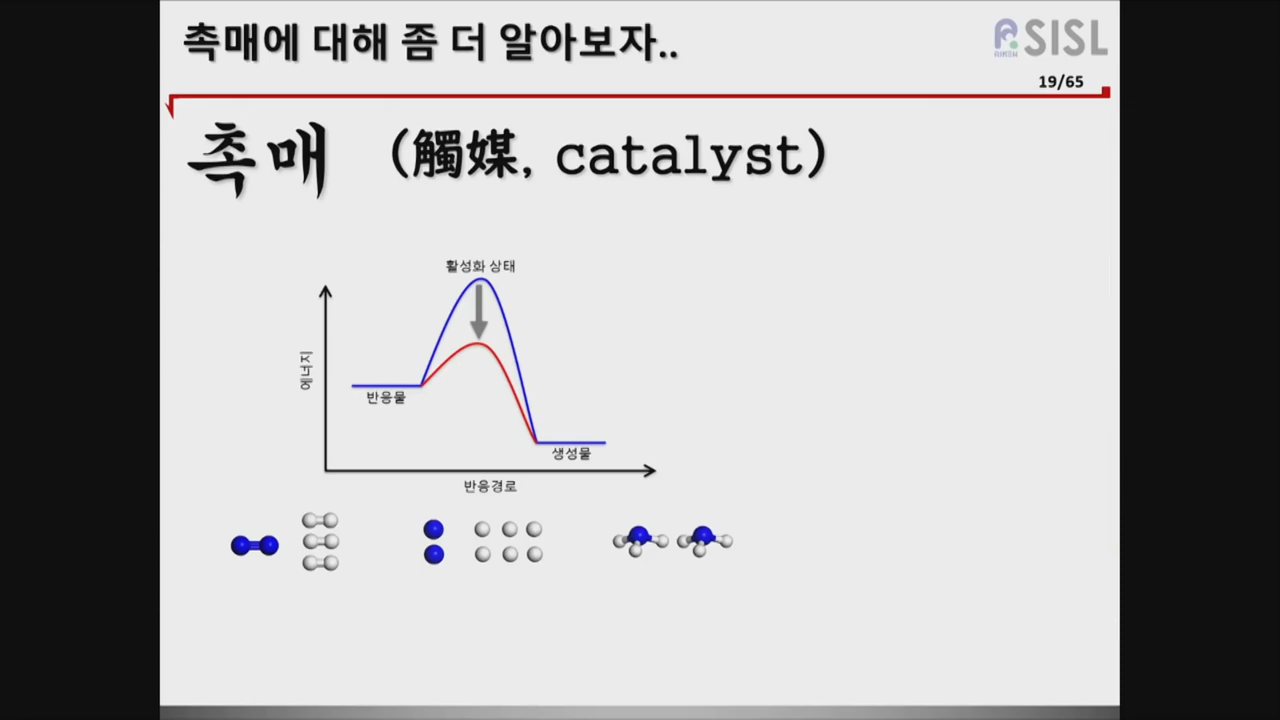 촉매에 대해 좀 더 알아보자..
SISL
19/65
촉매 (觸媒, catalyst)
활성화 상태
에너지
반응물
생성물
반응경로